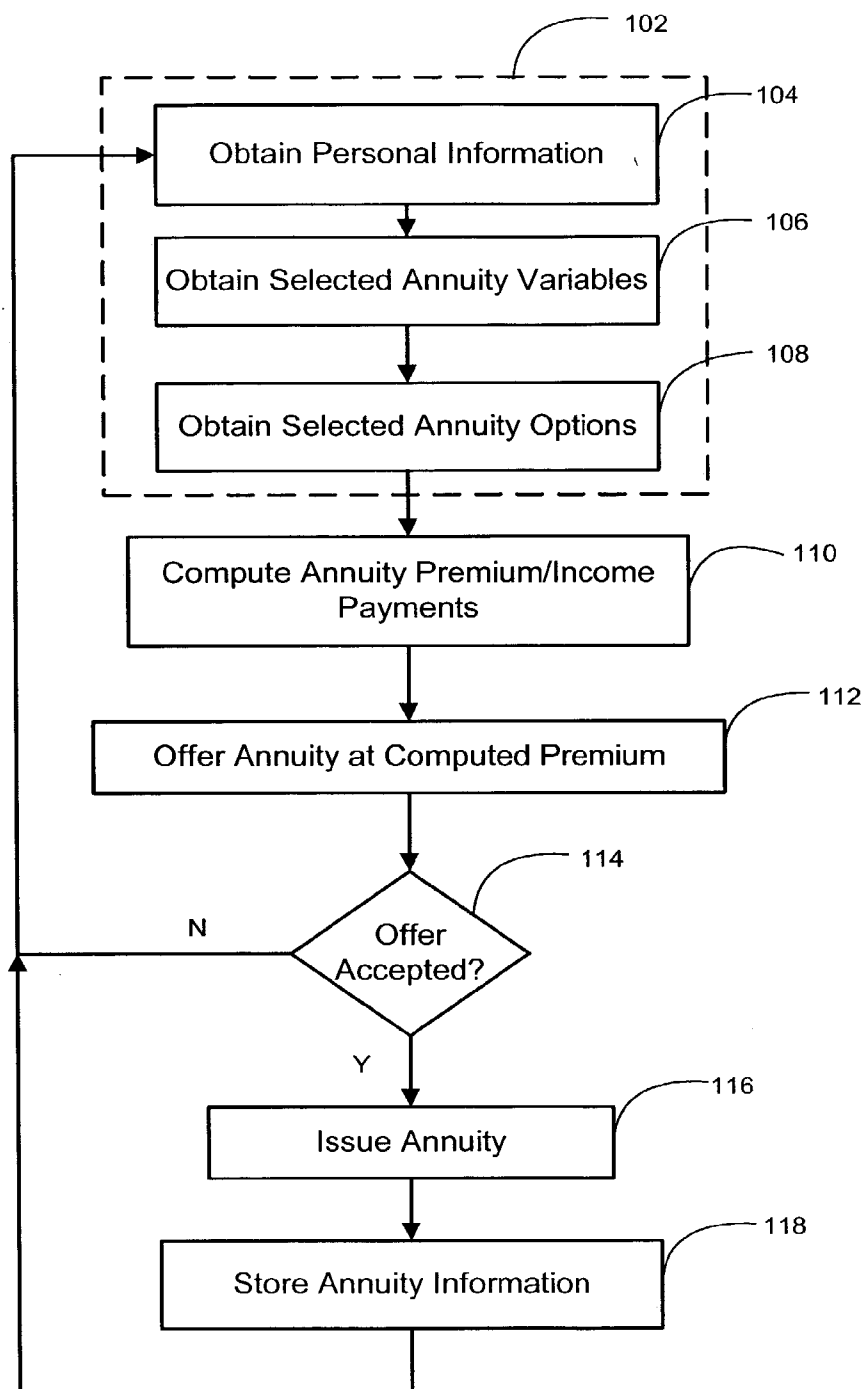 102
104
Obtain Personal Information
106
Obtain Selected Annuity Variables
108
Obtain Selected Annuity Options
110
Compute Annuity Premium/Income
Payments
112
Offer Annuity at Computed Premium
114
N
Offer
Accepted?
Y
116
Issue Annuity
118
Store Annuity Information